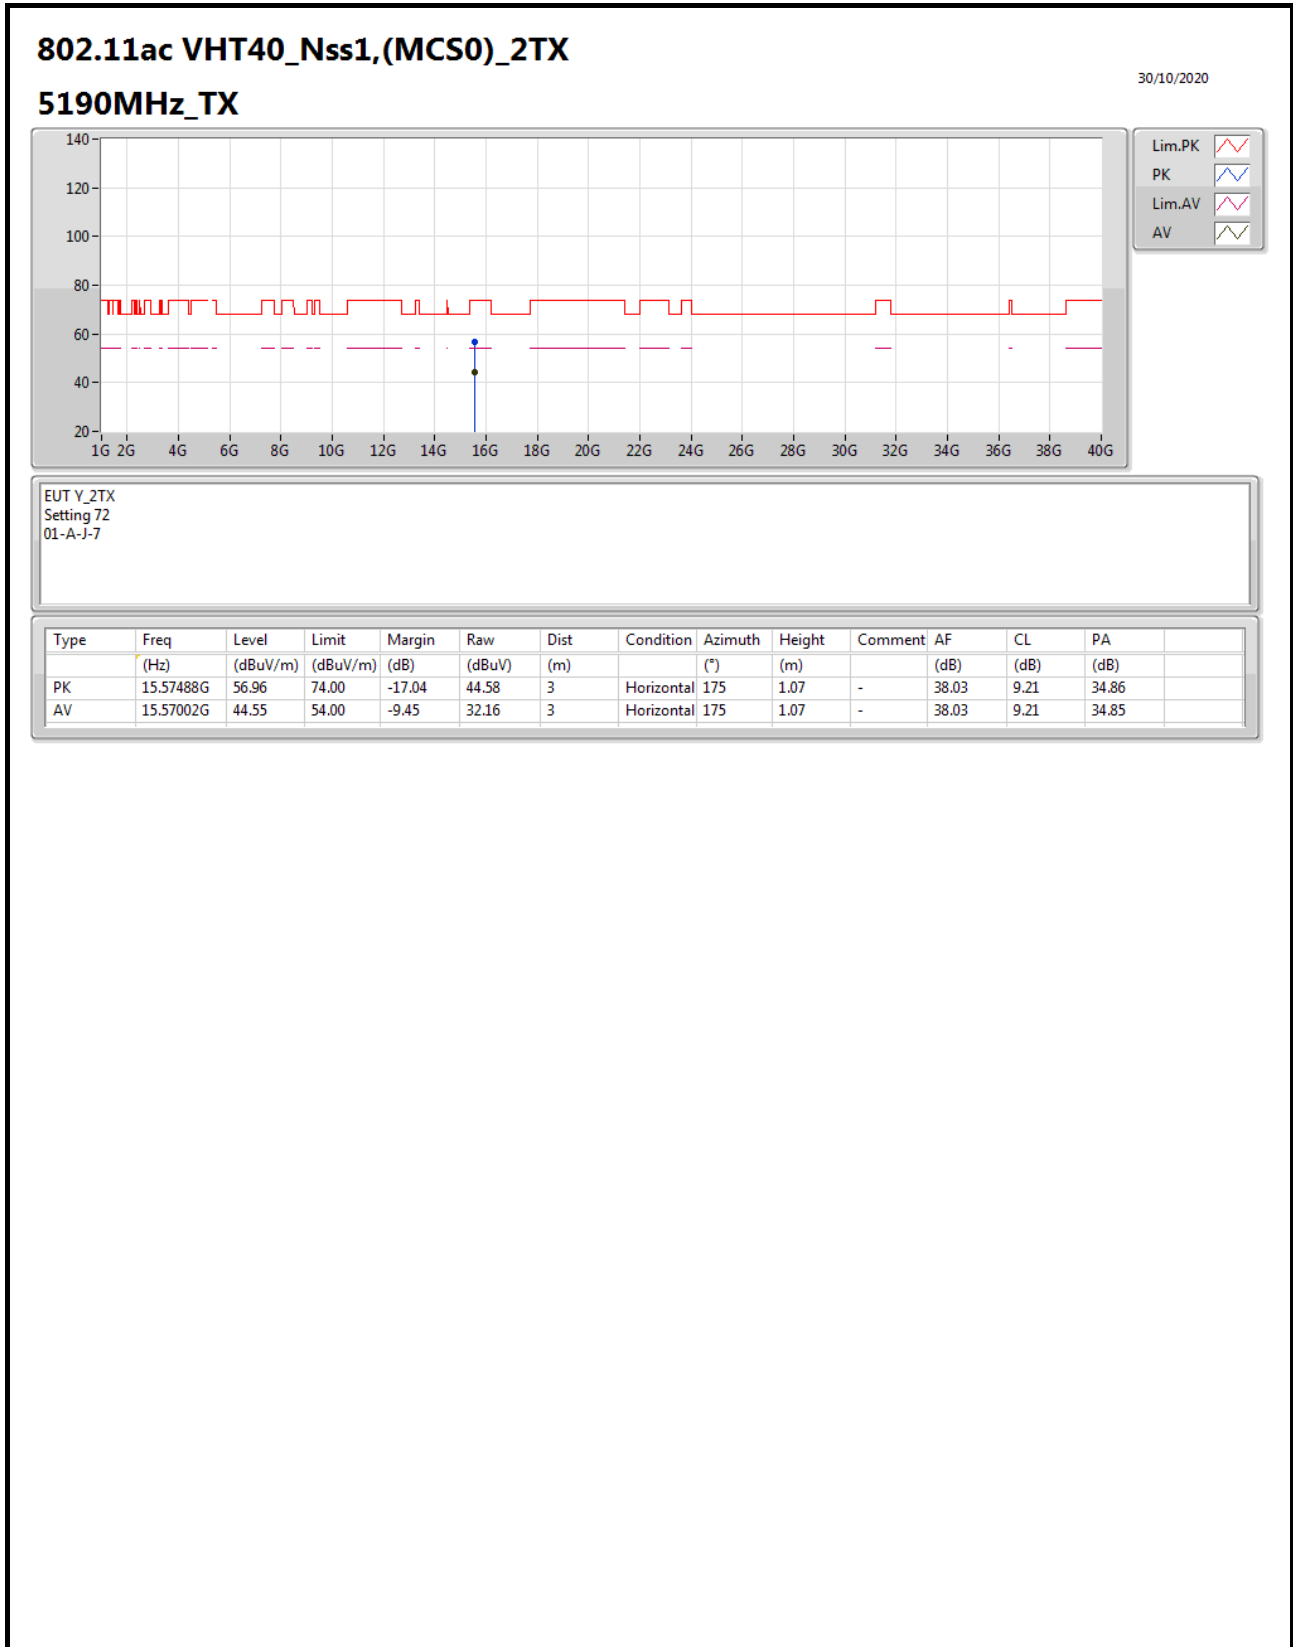 802.11ac VHT40_Nss1,(MCS0)_2TX
30/10/2020
5190MHz_TX
140
120
100
80
60
40
20
1G 2G 4G 6G 8G 10G 12G 14G 16G 18G 20G 22G 24G 26G 28G 30G 32G 34G 36G 38G 40G
Lim.PK
PK
Lim.AV
AV
EUT Y_2TX
Setting 72
01-A-J-7
Type Freq Level Limit Margin Raw Dist Condition Azimuth Height Comment AF CL PA
(Hz) (dBuV/m) (dBuV/m) (dB) (dBuV) (m) (°) (m) (dB) (dB) (dB)
PK 15.57488G 56.96 74.00 -17.04 44.58 3 Horizontal 175 1.07 - 38.03 9.21 34.86
AV 15.57002G 44.55 54.00 -9.45 32.16 3 Horizontal 175 1.07 - 38.03 9.21 34.85